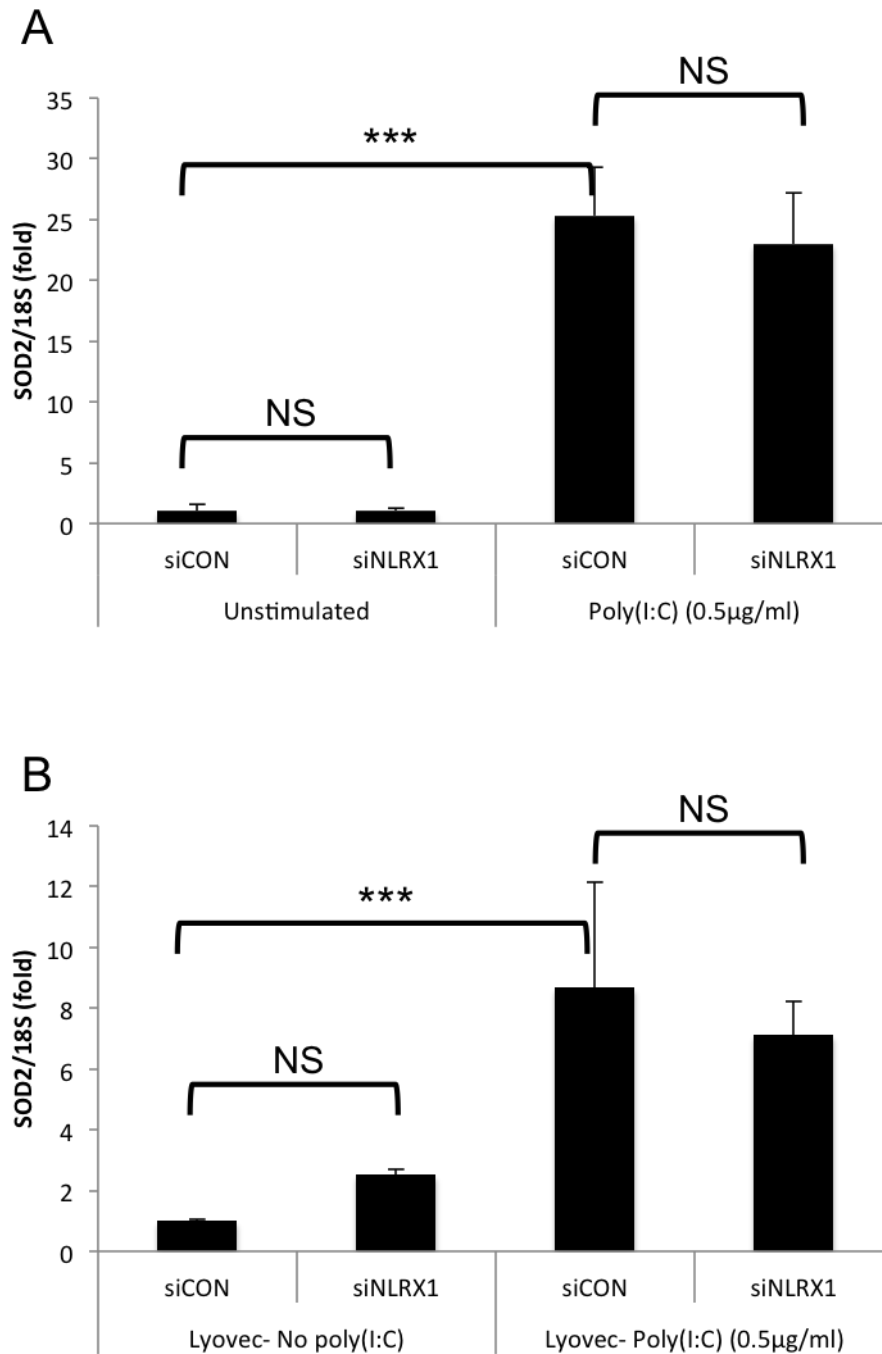 A
NS
35
***
30
25
20
15
NS
10
5
0
SOD2/18S (fold)
siCON siNLRX1 siCON siNLRX1
Unstimulated Poly(I:C) (0.5µg/ml)
B
NS
14
12
***
10
8
NS
6
4
2
0
SOD2/18S (fold)
siCON siNLRX1 siCON siNLRX1
Lyovec- No poly(I:C) Lyovec- Poly(I:C) (0.5µg/ml)